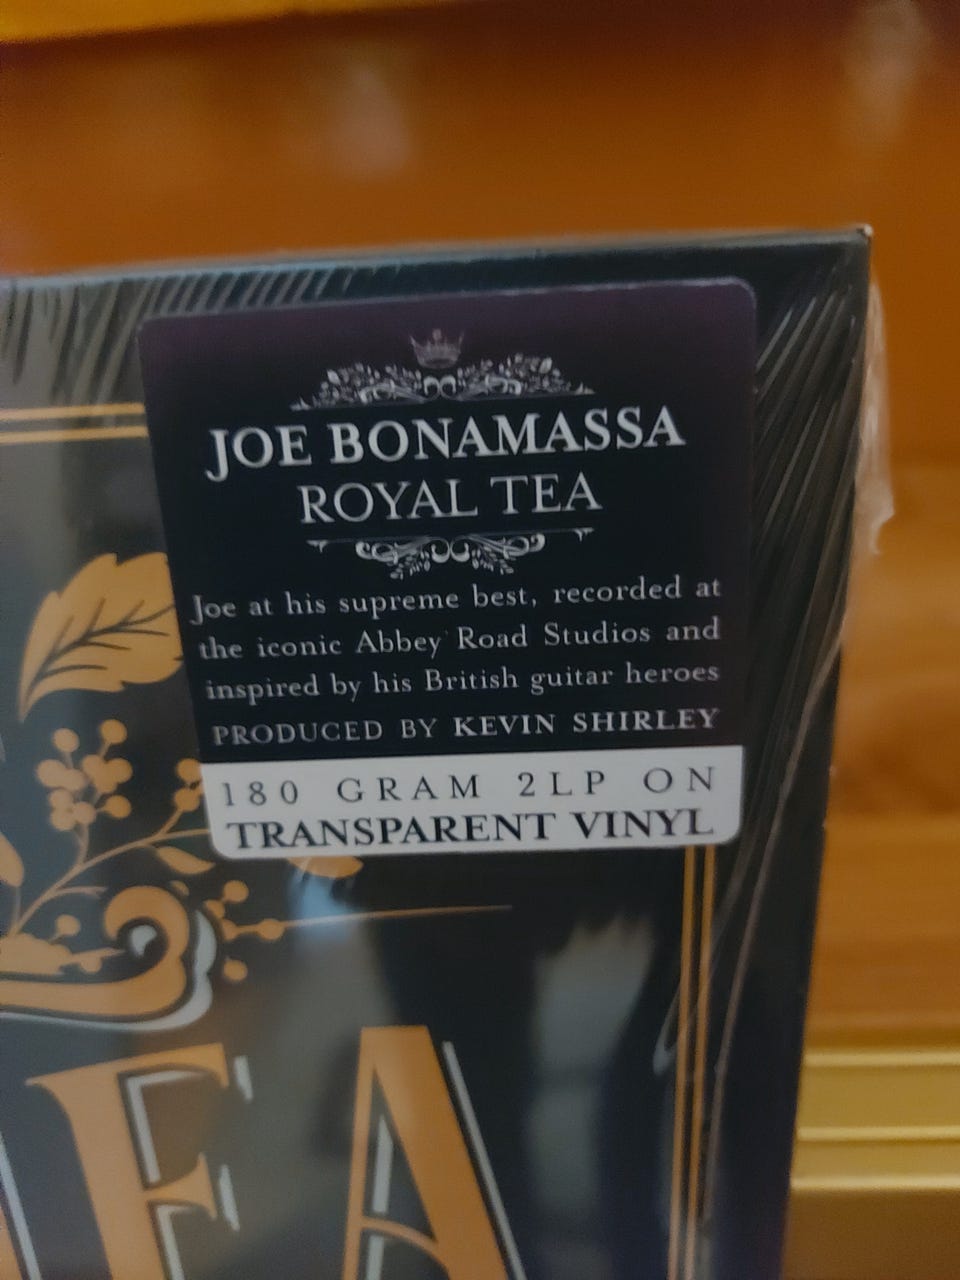 JOE BONAMASSA
ROYAL TEA
Joe at his supreme best, recorded at
the iconic Abbey Road Studios and
inspired by his British guitar heroes
PRODUCED BY KEVIN SHIRLEY
180 GRAM 2LP ON
TRANSPARENT VINYL
EA